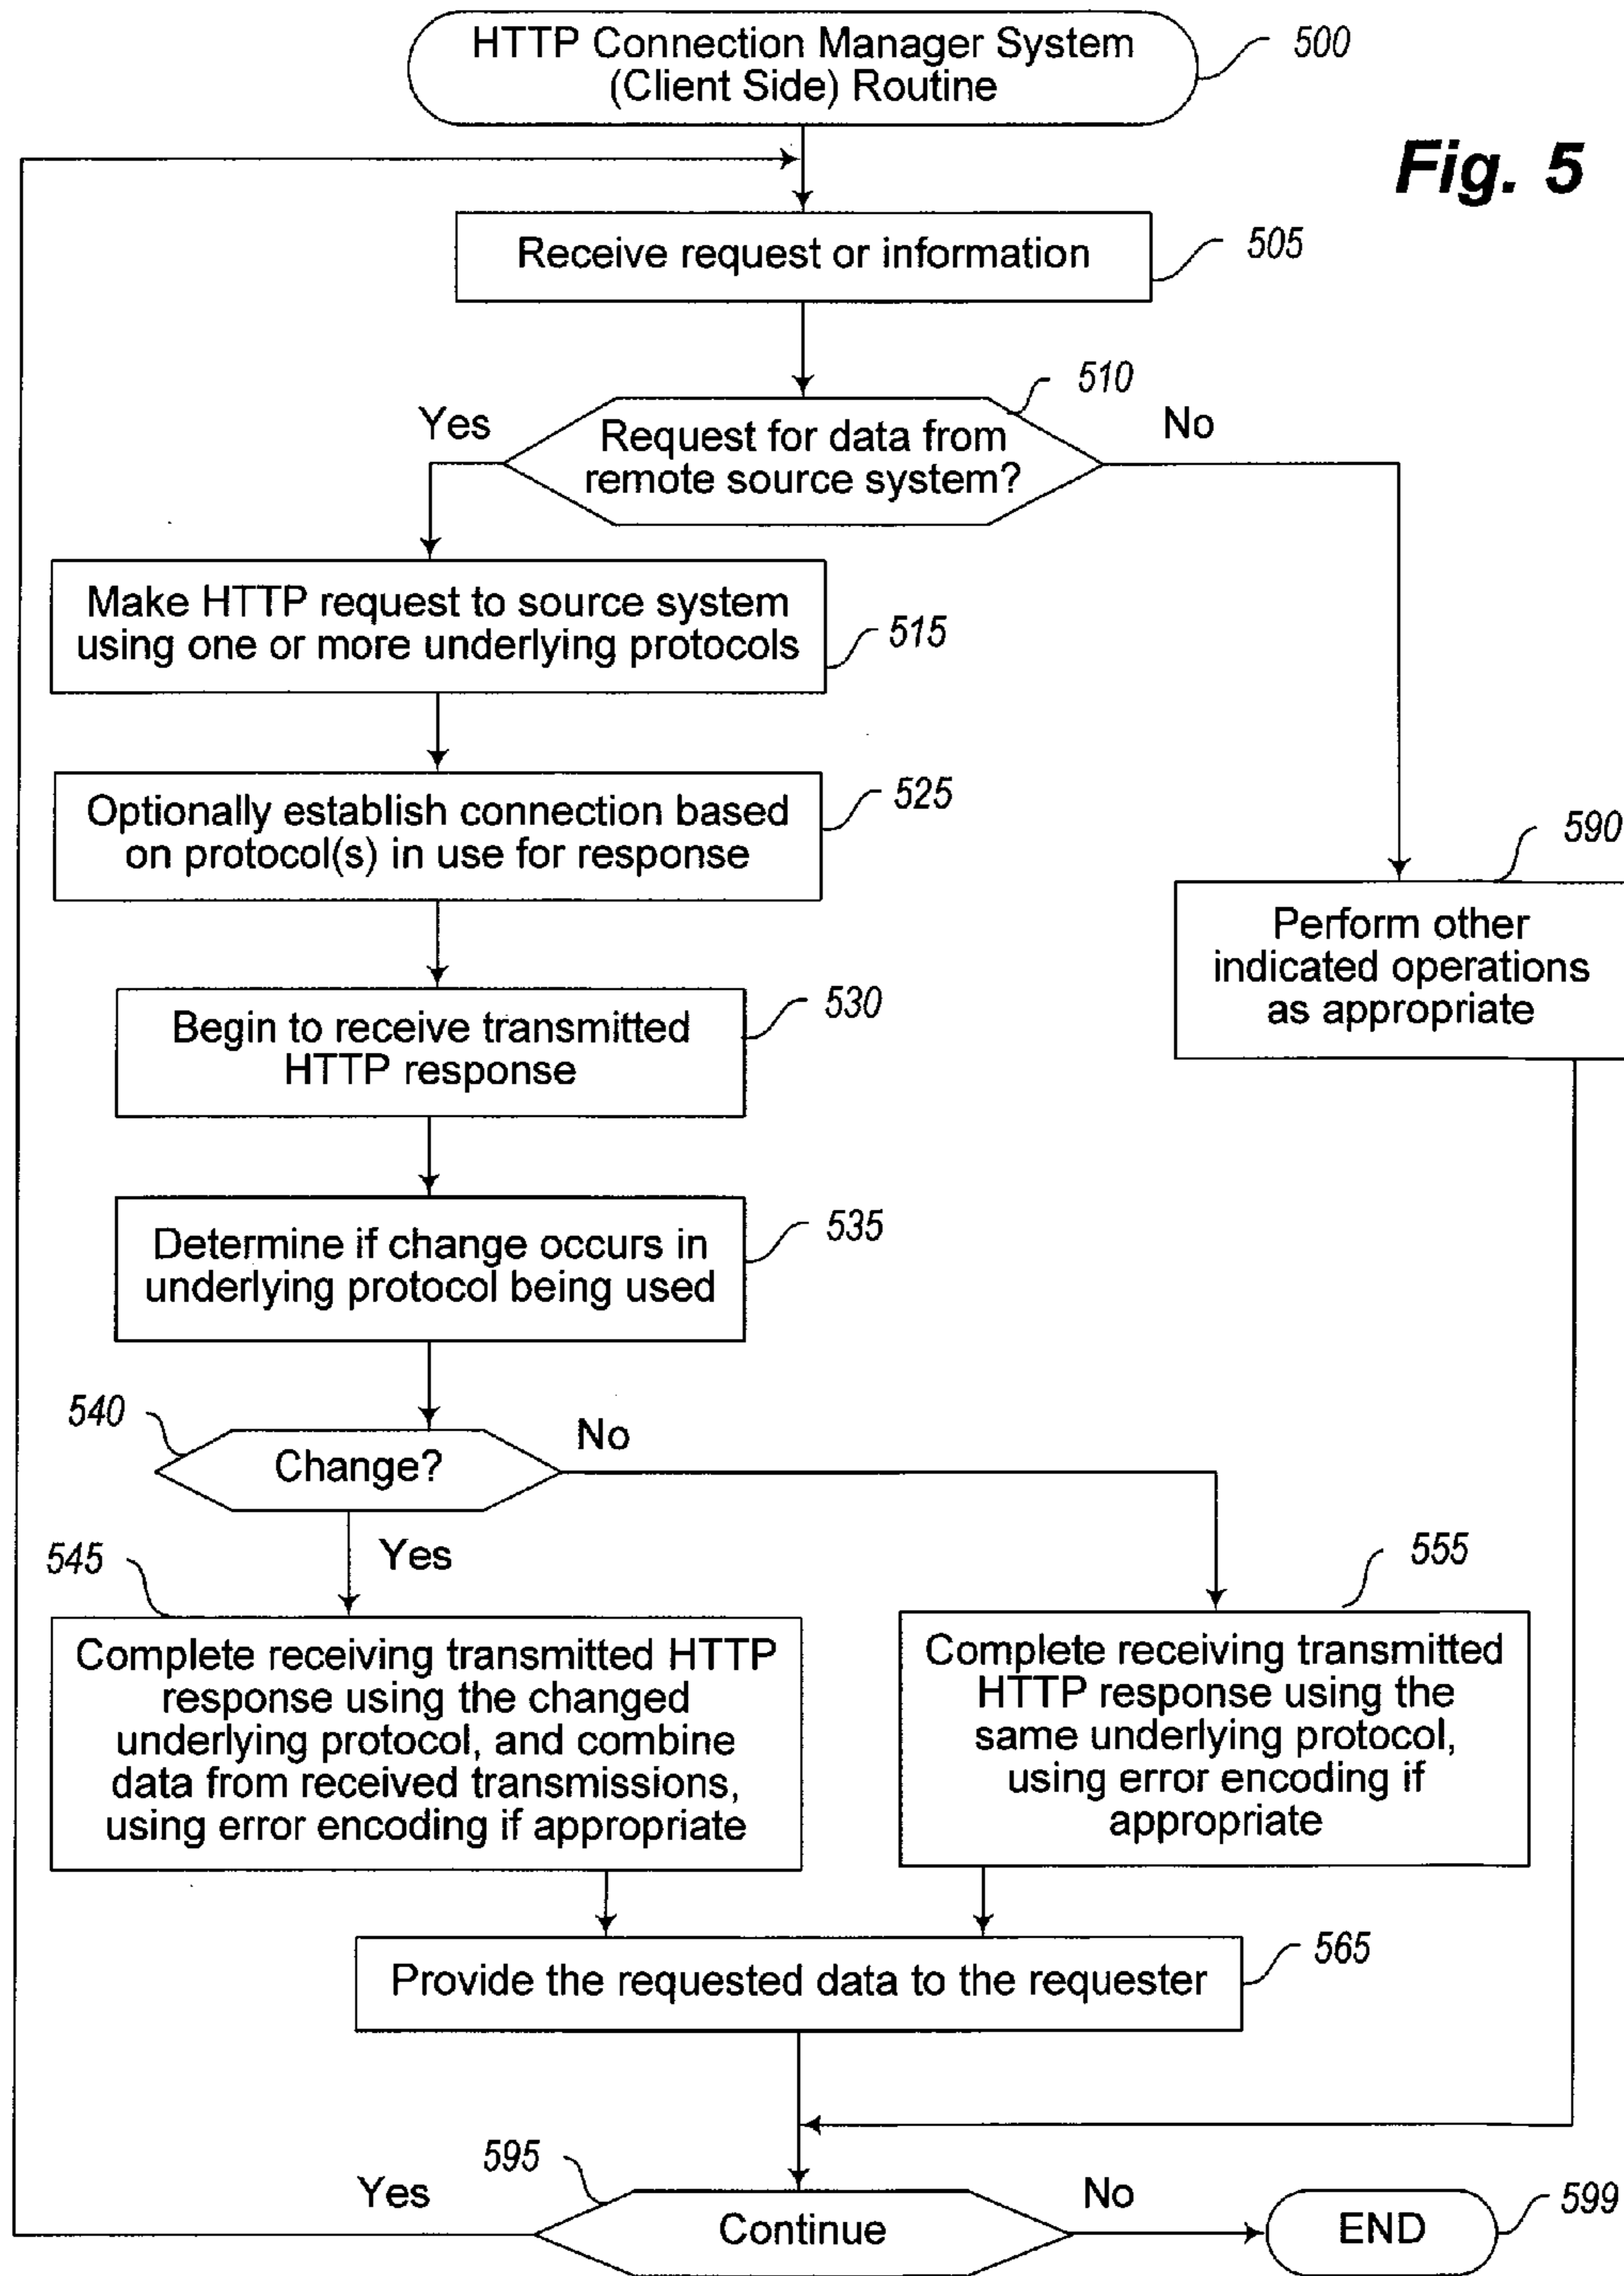 HTTP Connection Manager System
(Client Side) Routine
500
Fig. 5
Receive request or information
505
510
Yes
Request for data from
remote source system?
No
Make HTTP request to source system
using one or more underlying protocols
515
Optionally establish connection based
on protocol(s) in use for response
525
590
Perform other
indicated operations
as appropriate
Begin to receive transmitted
HTTP response
530
Determine if change occurs in
underlying protocol being used
535
540
Change?
No
Yes
545
Complete receiving transmitted HTTP
response using the changed
underlying protocol, and combine
data from received transmissions,
using error encoding if appropriate
555
Complete receiving transmitted
HTTP response using the
same underlying protocol,
using error encoding if
appropriate
Provide the requested data to the requester
565
595
Yes
Continue
No
END
599